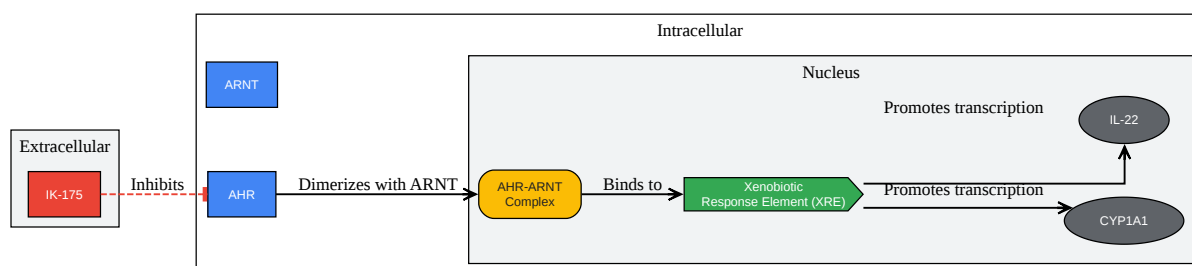 Intracellular
Nucleus
ARNT
Promotes transcription
IL-22
Extracellular
IK-175
Inhibits
AHR
Dimerizes with ARNT
AHR-ARNT
Complex
Binds to
Xenobiotic
Response Element (XRE)
Promotes transcription
CYP1A1